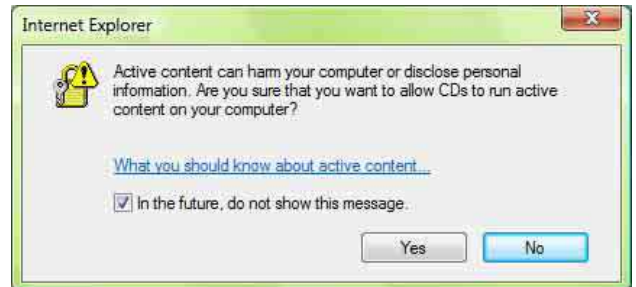 Internet Explorer
Active content can harm your computer or disclose personal
information. Are you sure that you want to allow CDs to run active
content on your computer?
What you should know about active content...
In the future, do not show this message.
Yes No